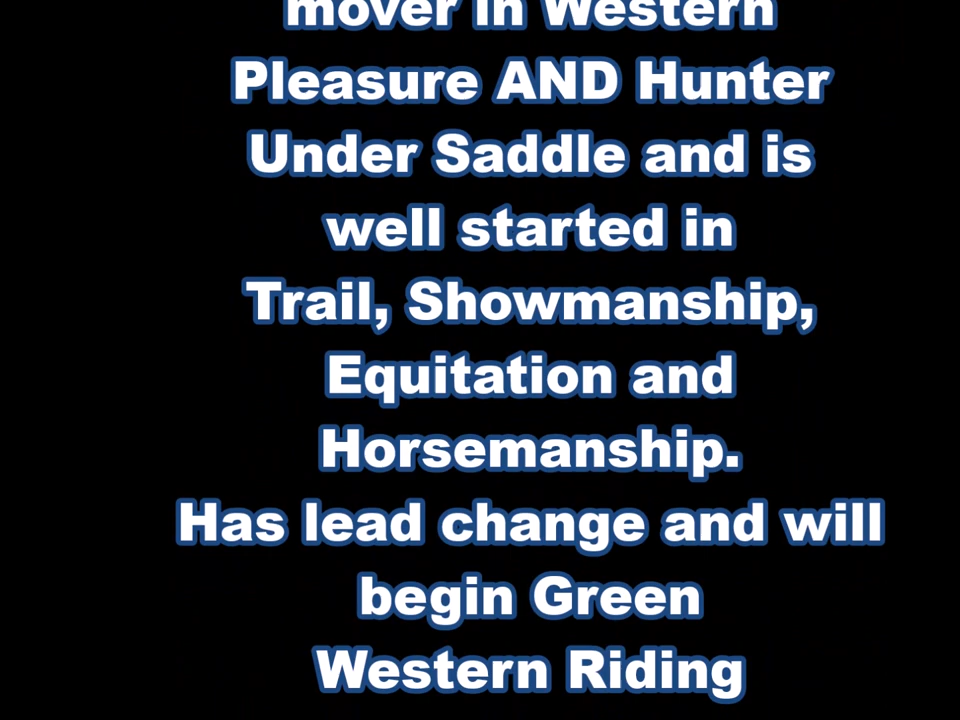 mover in Western
Pleasure AND Hunter
Under Saddle and is
well started in
Trail, Showmanship,
Equitation and
Horsemanship.
Has lead change and will
begin Green
Western Riding